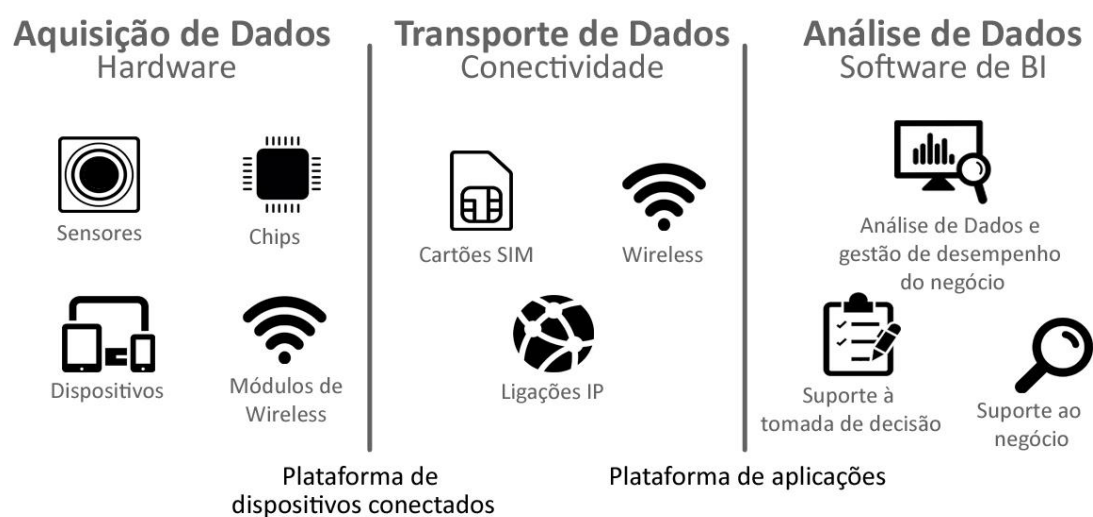 Aquisição de Dados
Hardware
Sensores
Chips
Dispositivos
Módulos de
Wireless
Transporte de Dados
Conectividade
Cartões SIM
Wireless
Ligações IP
Análise de Dados
Software de BI
Análise de Dados e
gestão de desempenho
do negócio
Suporte à
tomada de decisão
Suporte ao
negócio
Plataforma de
dispositivos conectados
Plataforma de aplicações